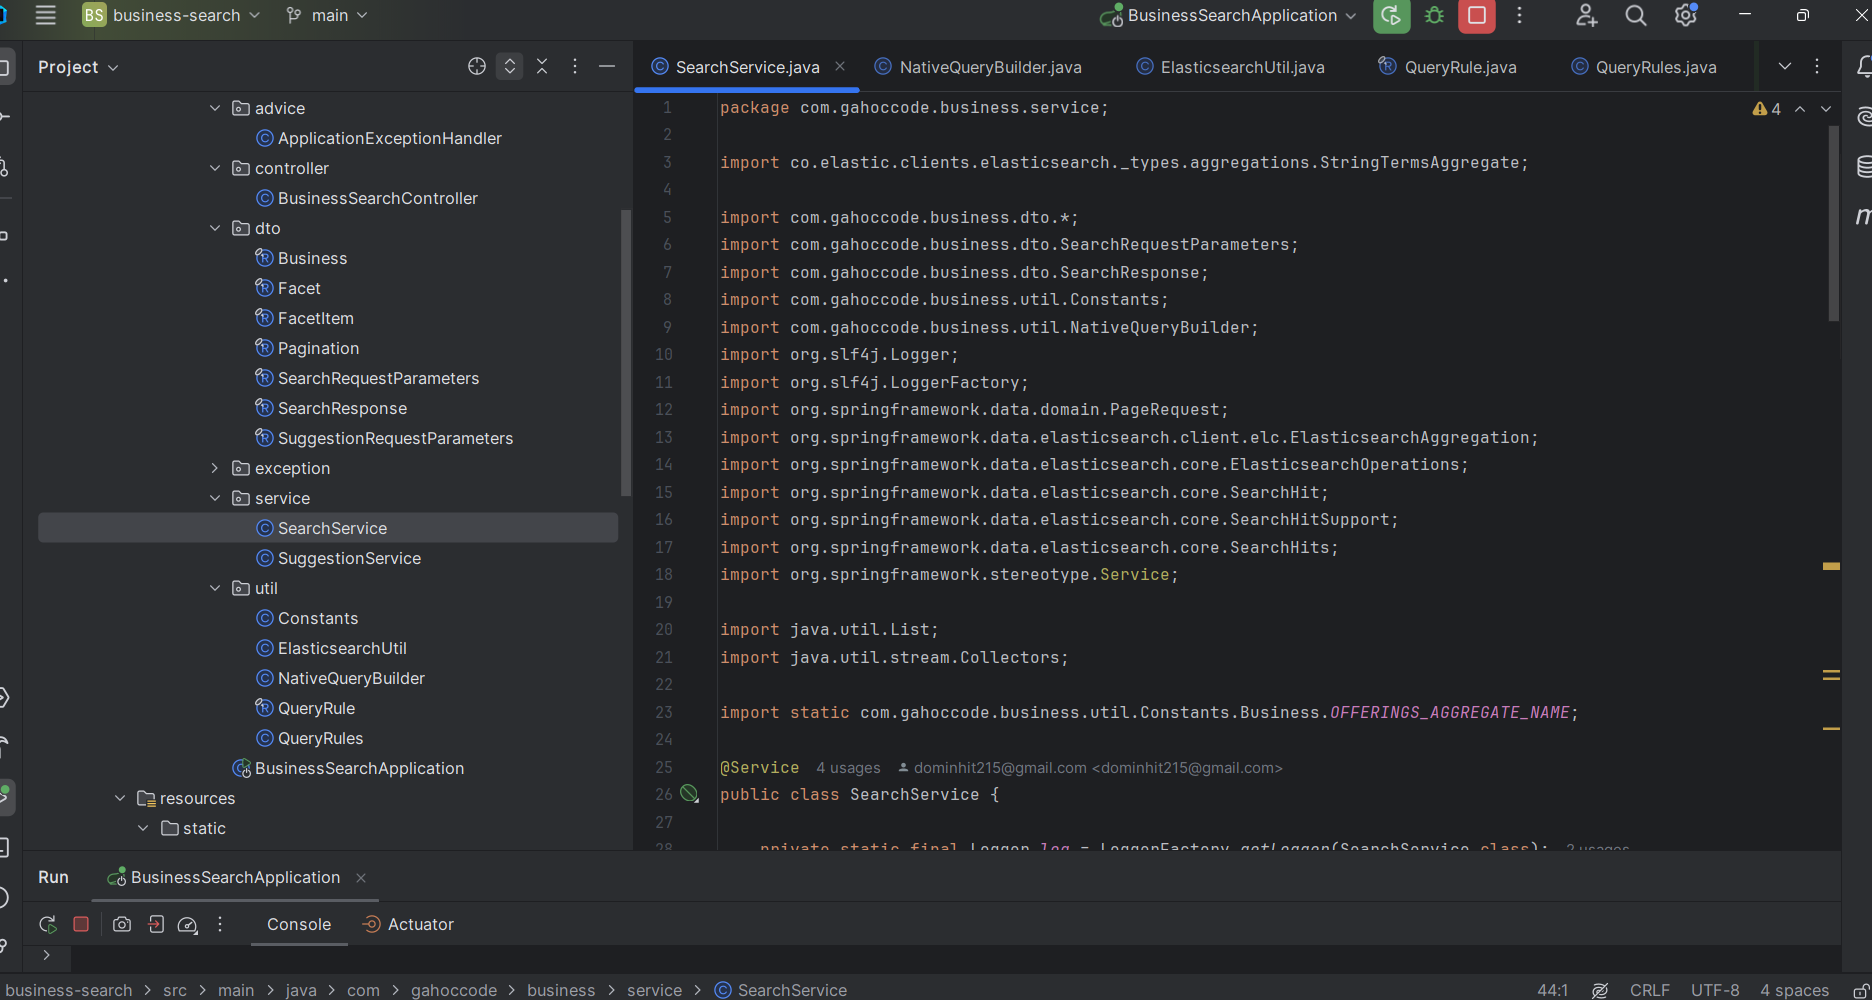 BS business-search main BusinessSearchApplication
Project
SearchService.java NativeQueryBuilder.java ElasticsearchUtil.java QueryRule.java QueryRules.java
advice
ApplicationExceptionHandler
controller
BusinessSearchController
dto
Business
Facet
FacetItem
Pagination
SearchRequestParameters
SearchResponse
SuggestionRequestParameters
exception
service
SearchService
SuggestionService
util
Constants
ElasticsearchUtil
NativeQueryBuilder
QueryRule
QueryRules
BusinessSearchApplication
resources
static
4
1 package com.gahoccode.business.service;
2
3 import co.elastic.clients.elasticsearch._types.aggregations.StringTermsAggregate;
4
5 import com.gahoccode.business.dto.*;
6 import com.gahoccode.business.dto.SearchRequestParameters;
7 import com.gahoccode.business.dto.SearchResponse;
8 import com.gahoccode.business.util.Constants;
9 import com.gahoccode.business.util.NativeQueryBuilder;
10 import org.slf4j.Logger;
11 import org.slf4j.LoggerFactory;
12 import org.springframework.data.domain.PageRequest;
13 import org.springframework.data.elasticsearch.client.elc.ElasticsearchAggregation;
14 import org.springframework.data.elasticsearch.core.ElasticsearchOperations;
15 import org.springframework.data.elasticsearch.core.SearchHit;
16 import org.springframework.data.elasticsearch.core.SearchHitSupport;
17 import org.springframework.data.elasticsearch.core.SearchHits;
18 import org.springframework.stereotype.Service;
19
20 import java.util.List;
21 import java.util.stream.Collectors;
22
23 import static com.gahoccode.business.util.Constants.Business.OFFERINGS_AGGREGATE_NAME;
24
25 @Service 4 usages dominhit215@gmail.com <dominhit215@gmail.com>
26 public class SearchService {
27
28 private static final Logger log = LoggerFactory.getLogger(SearchService.class); 2 usages
Run BusinessSearchApplication
Console Actuator
business-search > src > main > java > com > gahoccode > business > service > SearchService 44:1 CRLF UTF-8 4 spaces